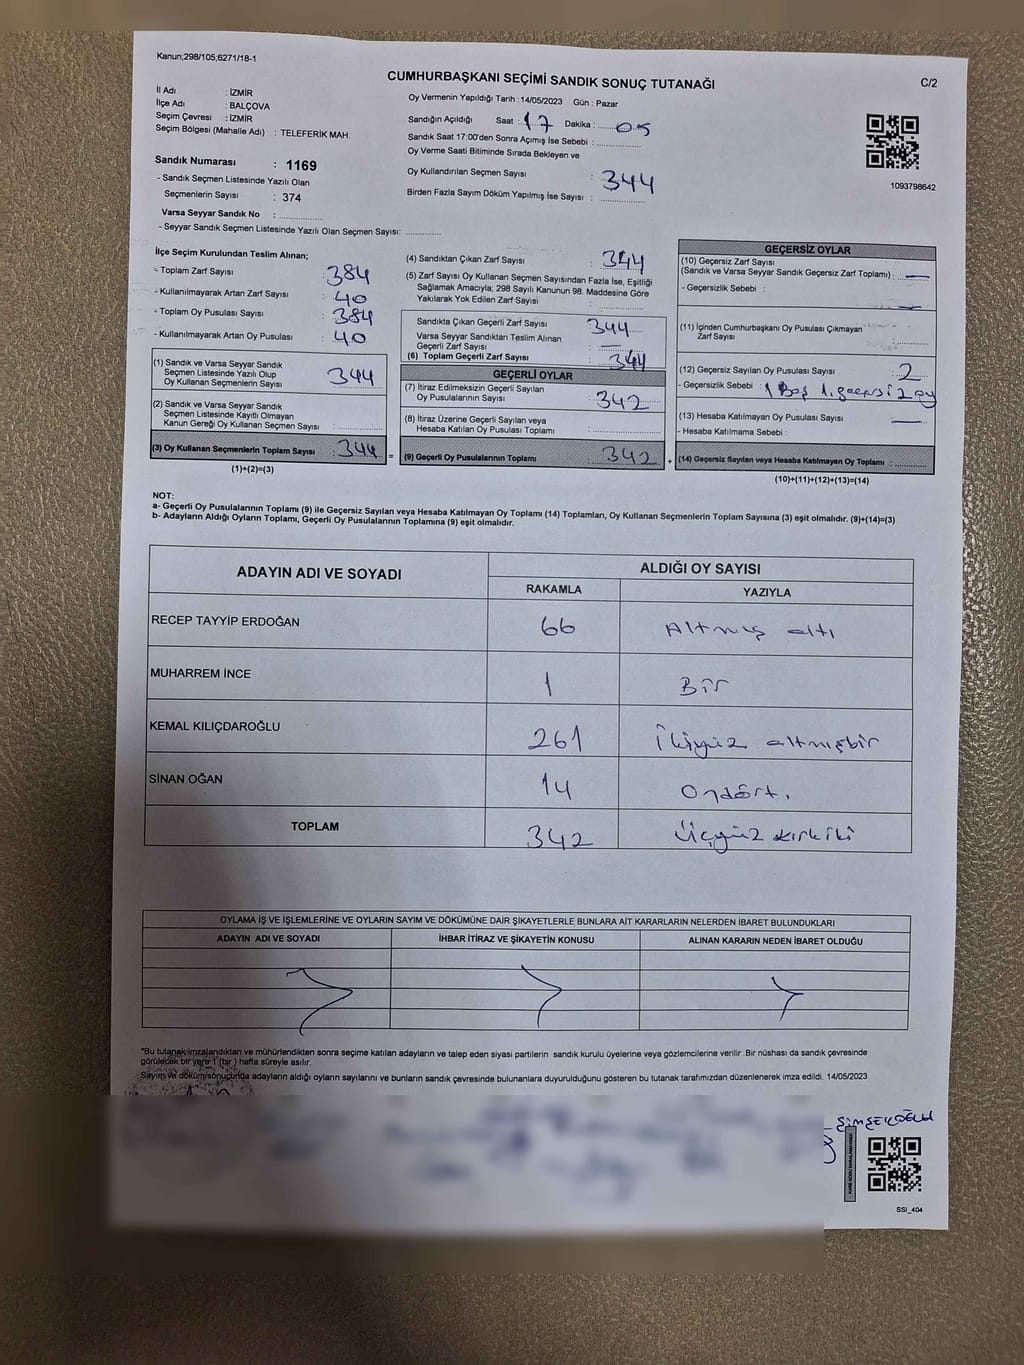 Kanun;298/105;6271/18-1
CUMHURBAŞKANI SEÇİMİ SANDIK SONUÇ TUTANAĞI
C/2
İl Adı : İZMİR
İlçe Adı : BALÇOVA
Seçim Çevresi : İZMİR
Seçim Bölgesi (Mahalle Adı) : TELEFERİK MAH.
Sandık Numarası : 1169
- Sandık Seçmen Listesinde Yazılı Olan
Seçmenlerin Sayısı : 374
Varsa Seyyar Sandık No :
- Seyyar Sandık Seçmen Listesinde Yazılı Olan Seçmen Sayısı:
Oy Vermenin Yapıldığı Tarih :14/05/2023 Gün : Pazar
Sandığın Açıldığı Saat : 17 Dakika : 05
Sandık Saat 17:00'den Sonra Açımış İse Sebebi :
Oy Verme Saati Bitiminde Sırada Bekleyen ve
Oy Kullandırılan Seçmen Sayısı : 344
Birden Fazla Sayım Döküm Yapılmış İse Sayısı :
1093798642
İlçe Seçim Kurulundan Teslim Alınan;
- Toplam Zarf Sayısı : 384
- Kullanılmayarak Artan Zarf Sayısı : 40
- Toplam Oy Pusulası Sayısı : 384
- Kullanılmayarak Artan Oy Pusulası : 40
(1) Sandık ve Varsa Seyyar Sandık
Seçmen Listesinde Yazılı Olup
Oy Kullanan Seçmenlerin Sayısı : 344
(2) Sandık ve Varsa Seyyar Sandık
Seçmen Listesinde Kayıtlı Olmayan
Kanun Gereği Oy Kullanan Seçmen Sayısı :
(3) Oy Kullanan Seçmenlerin Toplam Sayısı : 344
(1)+(2)=(3)
(4) Sandıktan Çıkan Zarf Sayısı : 344
(5) Zarf Sayısı Oy Kullanan Seçmen Sayısından Fazla İse, Eşitliği
Sağlamak Amacıyla; 298 Sayılı Kanunun 98. Maddesine Göre
Yakılarak Yok Edilen Zarf Sayısı :
Sandıkta Çıkan Geçerli Zarf Sayısı : 344
Varsa Seyyar Sandıktan Teslim Alınan
Geçerli Zarf Sayısı : —
(6) Toplam Geçerli Zarf Sayısı : 344
GEÇERLİ OYLAR
(7) İtiraz Edilmeksizin Geçerli Sayılan
Oy Pusulalarının Sayısı : 342
(8) İtiraz Üzerine Geçerli Sayılan veya
Hesaba Katılan Oy Pusulası Toplamı :
= (9) Geçerli Oy Pusulalarının Toplamı : 342 +
GEÇERSİZ OYLAR
(10) Geçersiz Zarf Sayısı
(Sandık ve Varsa Seyyar Sandık Geçersiz Zarf Toplamı) : —
- Geçersizlik Sebebi : —
(11) İçinden Cumhurbaşkanı Oy Pusulası Çıkmayan
Zarf Sayısı :
(12) Geçersiz Sayılan Oy Pusulası Sayısı : 2
- Geçersizlik Sebebi : 1 Boş 1.geçersiz oy
(13) Hesaba Katılmayan Oy Pusulası Sayısı : —
- Hesaba Katılmama Sebebi :
(14) Geçersiz Sayılan veya Hesaba Katılmayan Oy Toplamı :
(10)+(11)+(12)+(13)=(14)
NOT:
a- Geçerli Oy Pusulalarının Toplamı (9) ile Geçersiz Sayılan veya Hesaba Katılmayan Oy Toplamı (14) Toplamları, Oy Kullanan Seçmenlerin Toplam Sayısına (3) eşit olmalıdır. (9)+(14)=(3)
b- Adayların Aldığı Oyların Toplamı, Geçerli Oy Pusulalarının Toplamına (9) eşit olmalıdır.
ADAYIN ADI VE SOYADI ALDIĞI OY SAYISI
RAKAMLA YAZIYLA
RECEP TAYYİP ERDOĞAN 66 Altmış altı
MUHARREM İNCE 1 Bir
KEMAL KILIÇDAROĞLU 261 İkiyüz altmışbir
SİNAN OĞAN 14 Ondört.
TOPLAM 342 Üçyüz kırkiki
OYLAMA İŞ VE İŞLEMLERİNE VE OYLARIN SAYIM VE DÖKÜMÜNE DAİR ŞİKAYETLERLE BUNLARA AİT KARARLARIN NELERDEN İBARET BULUNDUKLARI
ADAYIN ADI VE SOYADI İHBAR İTİRAZ VE ŞİKAYETİN KONUSU ALINAN KARARIN NEDEN İBARET OLDUĞU
"Bu tutanak imzalandıktan ve mühürlendikten sonra seçime katılan adayların ve talep eden siyasi partilerin sandık kurulu üyelerine veya gözlemcilerine verilir .Bir nüshası da sandık çevresinde
görülecek bir yere 1 (bir ) hafta süreyle asılır.
Sayım ve dökümü sonucunda adayların aldığı oyların sayılarını ve bunların sandık çevresinde bulunanlara duyurulduğunu gösteren bu tutanak tarafımızdan düzenlenerek imza edildi. 14/05/2023
ŞİMŞEKOĞLU
SSI_404